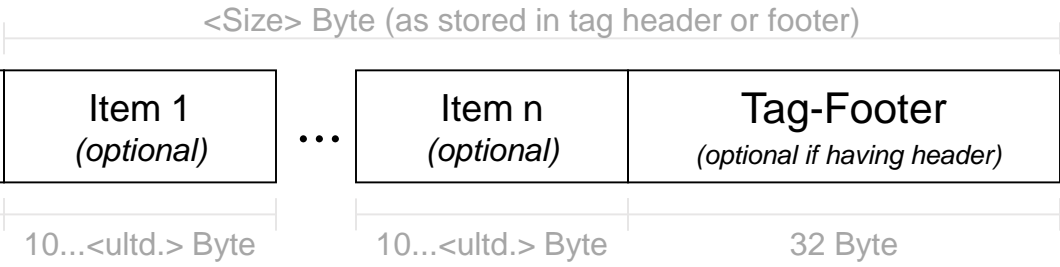 <Size> Byte (as stored in tag header or footer)
Item 1
(optional)
...
Item n
(optional)
Tag-Footer
(optional if having header)
10...<ultd.> Byte
10...<ultd.> Byte
32 Byte